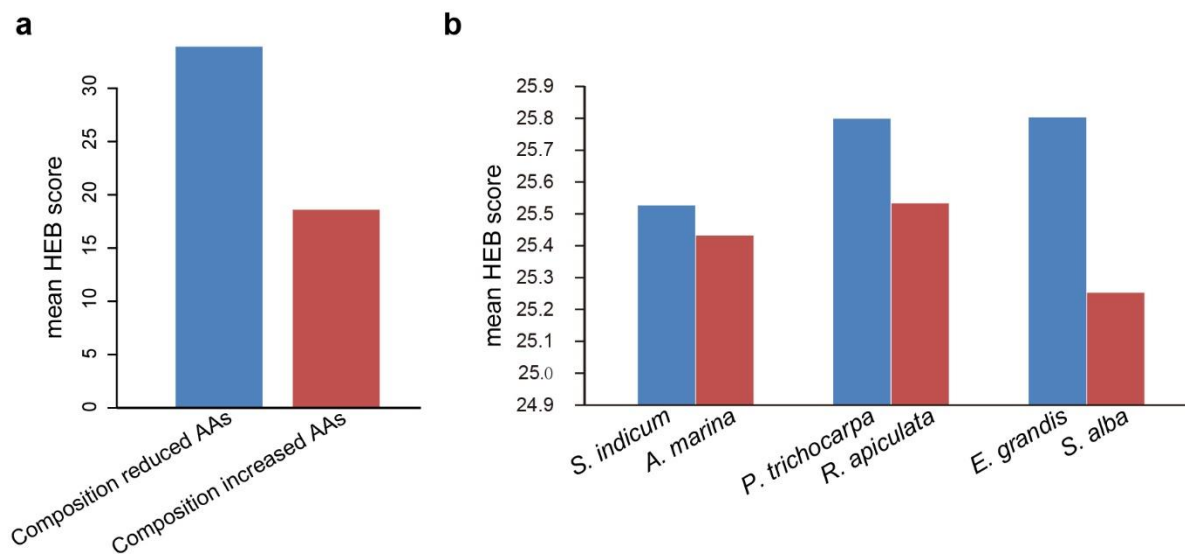 a
mean HEB score
30
25
20
15
10
5
0
Composition reduced AAs
Composition increased AAs
b
mean HEB score
25.9
25.8
25.7
25.6
25.5
25.4
25.3
25.2
25.1
25.0
24.9
S. indicum
A. marina
P. trichocarpa
R. apiculata
E. grandis
S. alba